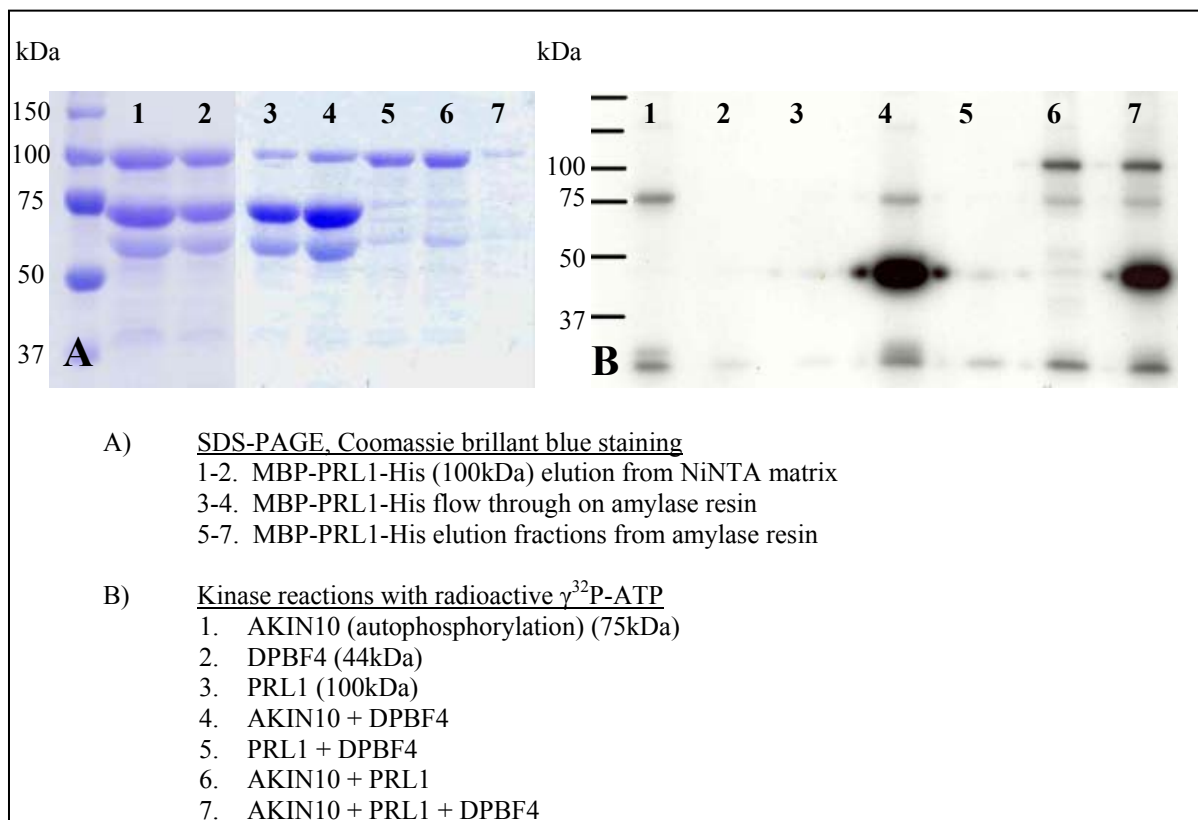 kDa kDa
150 1 2 3 4 5 6 7 1 2 3 4 5 6 7
100 100
75 75
50 50
37 A 37 B
A) SDS-PAGE, Coomassie brillant blue staining
1-2. MBP-PRL1-His (100kDa) elution from NiNTA matrix
3-4. MBP-PRL1-His flow through on amylase resin
5-7. MBP-PRL1-His elution fractions from amylase resin
B) Kinase reactions with radioactive γ³²P-ATP
1. AKIN10 (autophosphorylation) (75kDa)
2. DPBF4 (44kDa)
3. PRL1 (100kDa)
4. AKIN10 + DPBF4
5. PRL1 + DPBF4
6. AKIN10 + PRL1
7. AKIN10 + PRL1 + DPBF4